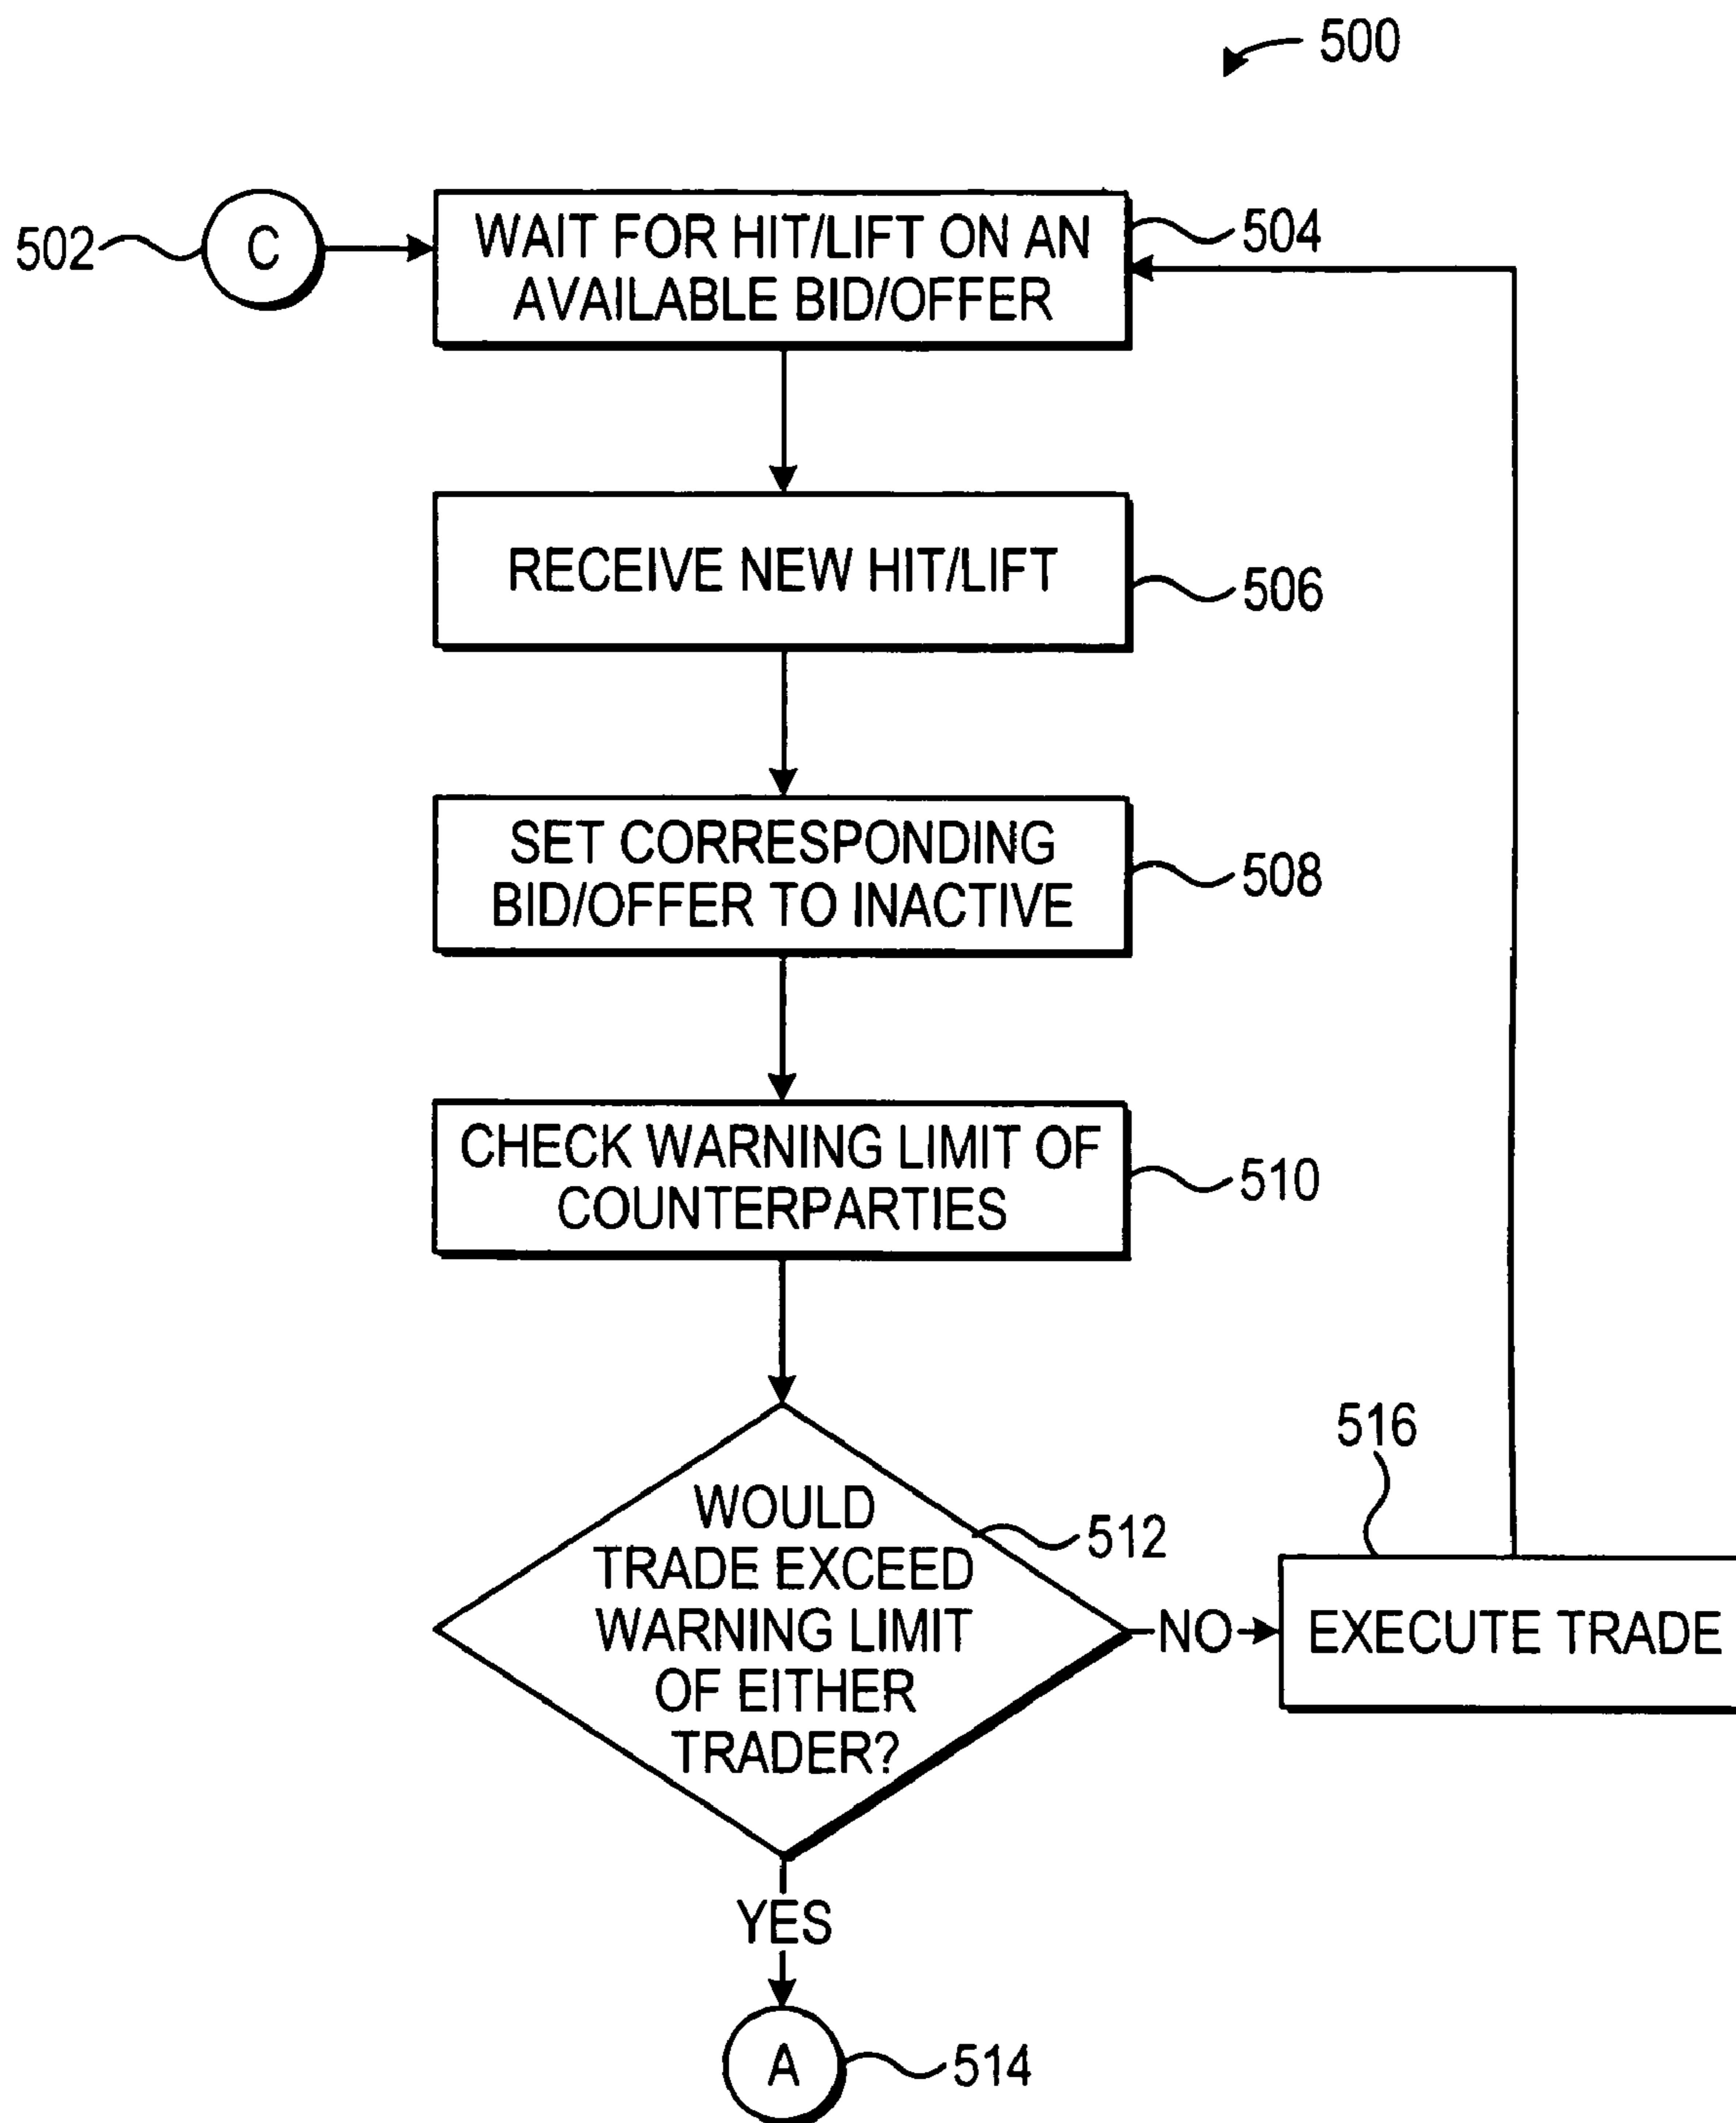 500
502
C
WAIT FOR HIT/LIFT ON AN
AVAILABLE BID/OFFER
504
RECEIVE NEW HIT/LIFT
506
SET CORRESPONDING
BID/OFFER TO INACTIVE
508
CHECK WARNING LIMIT OF
COUNTERPARTIES
510
WOULD
TRADE EXCEED
WARNING LIMIT
OF EITHER
TRADER?
512
NO
516
EXECUTE TRADE
YES
A
514